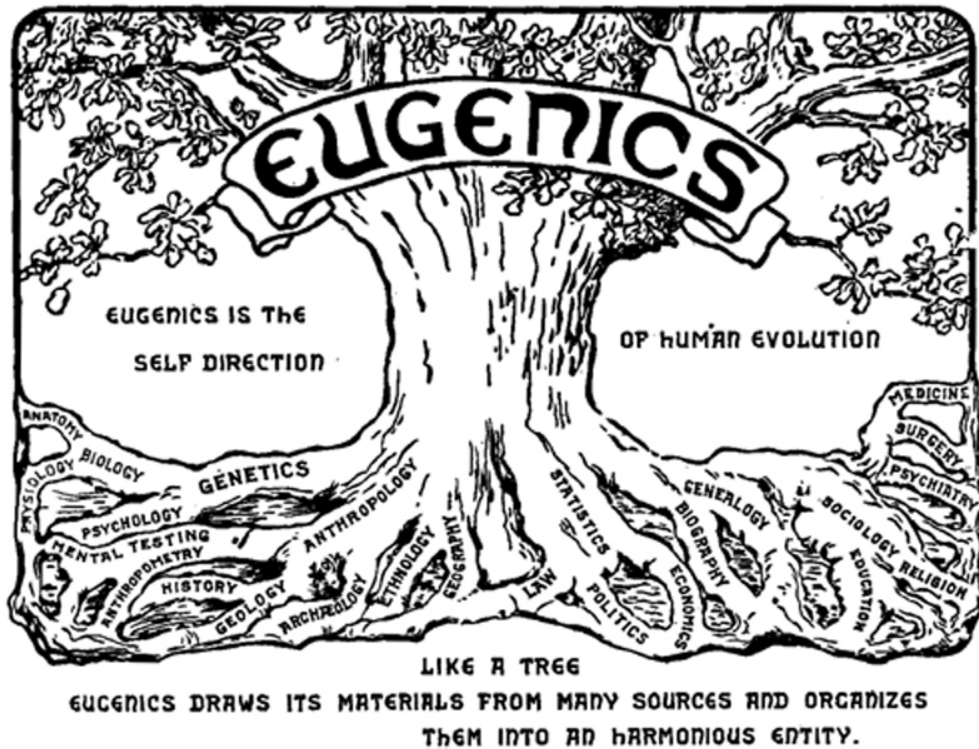 EUGENICS
EUGENICS IS THE
SELF DIRECTION
OF HUMAN EVOLUTION
ANATOMY
PHYSIOLOGY
BIOLOGY
GENETICS
PSYCHOLOGY
MENTAL TESTING
ANTHROPOMETRY
HISTORY
GEOLOGY
ANTHROPOLOGY
ARCHÆOLOGY
ETHNOLOGY
GEOGRAPHY
LAW
STATISTICS
POLITICS
ECONOMICS
BIOGRAPHY
GENEALOGY
EDUCATION
SOCIOLOGY
RELIGION
PSYCHIATRY
SURGERY
MEDICINE
LIKE A TREE
EUGENICS DRAWS ITS MATERIALS FROM MANY SOURCES AND ORGANIZES
THEM INTO AN HARMONIOUS ENTITY.